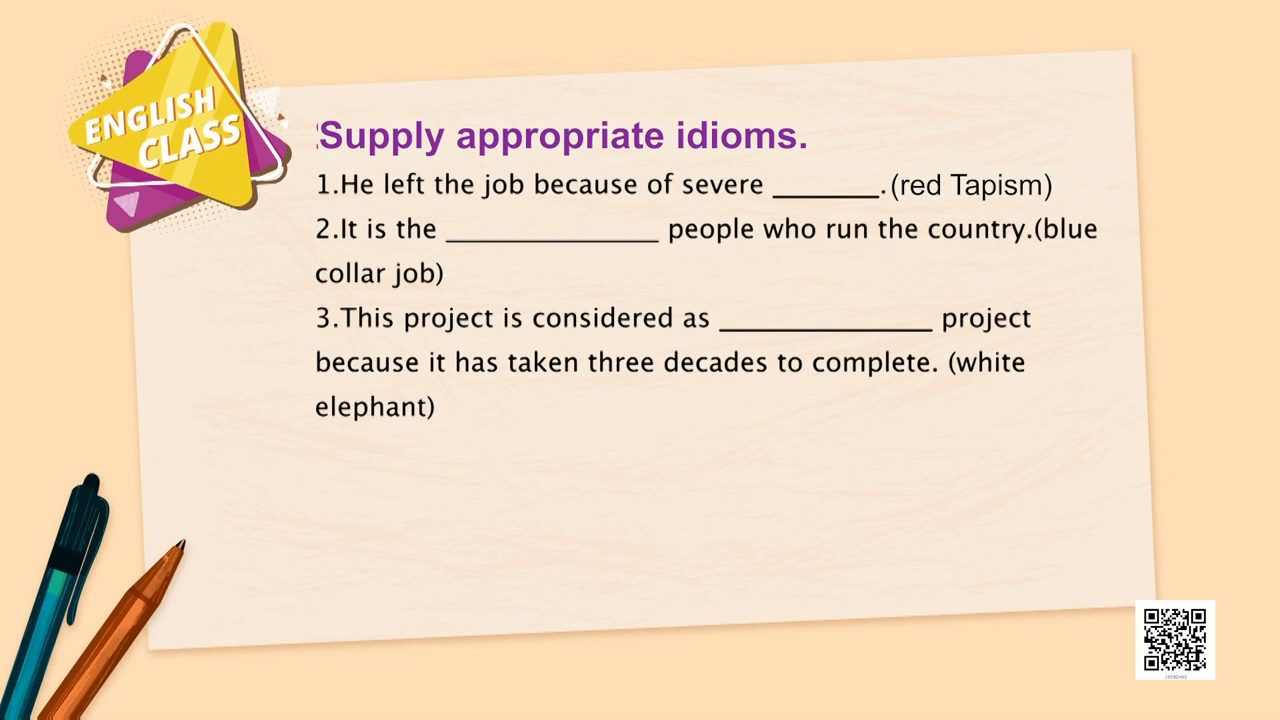 ENGLISH
CLASS
Supply appropriate idioms.
1.He left the job because of severe _______.(red Tapism)
2.It is the ______________ people who run the country.(blue
collar job)
3.This project is considered as ______________ project
because it has taken three decades to complete. (white
elephant)